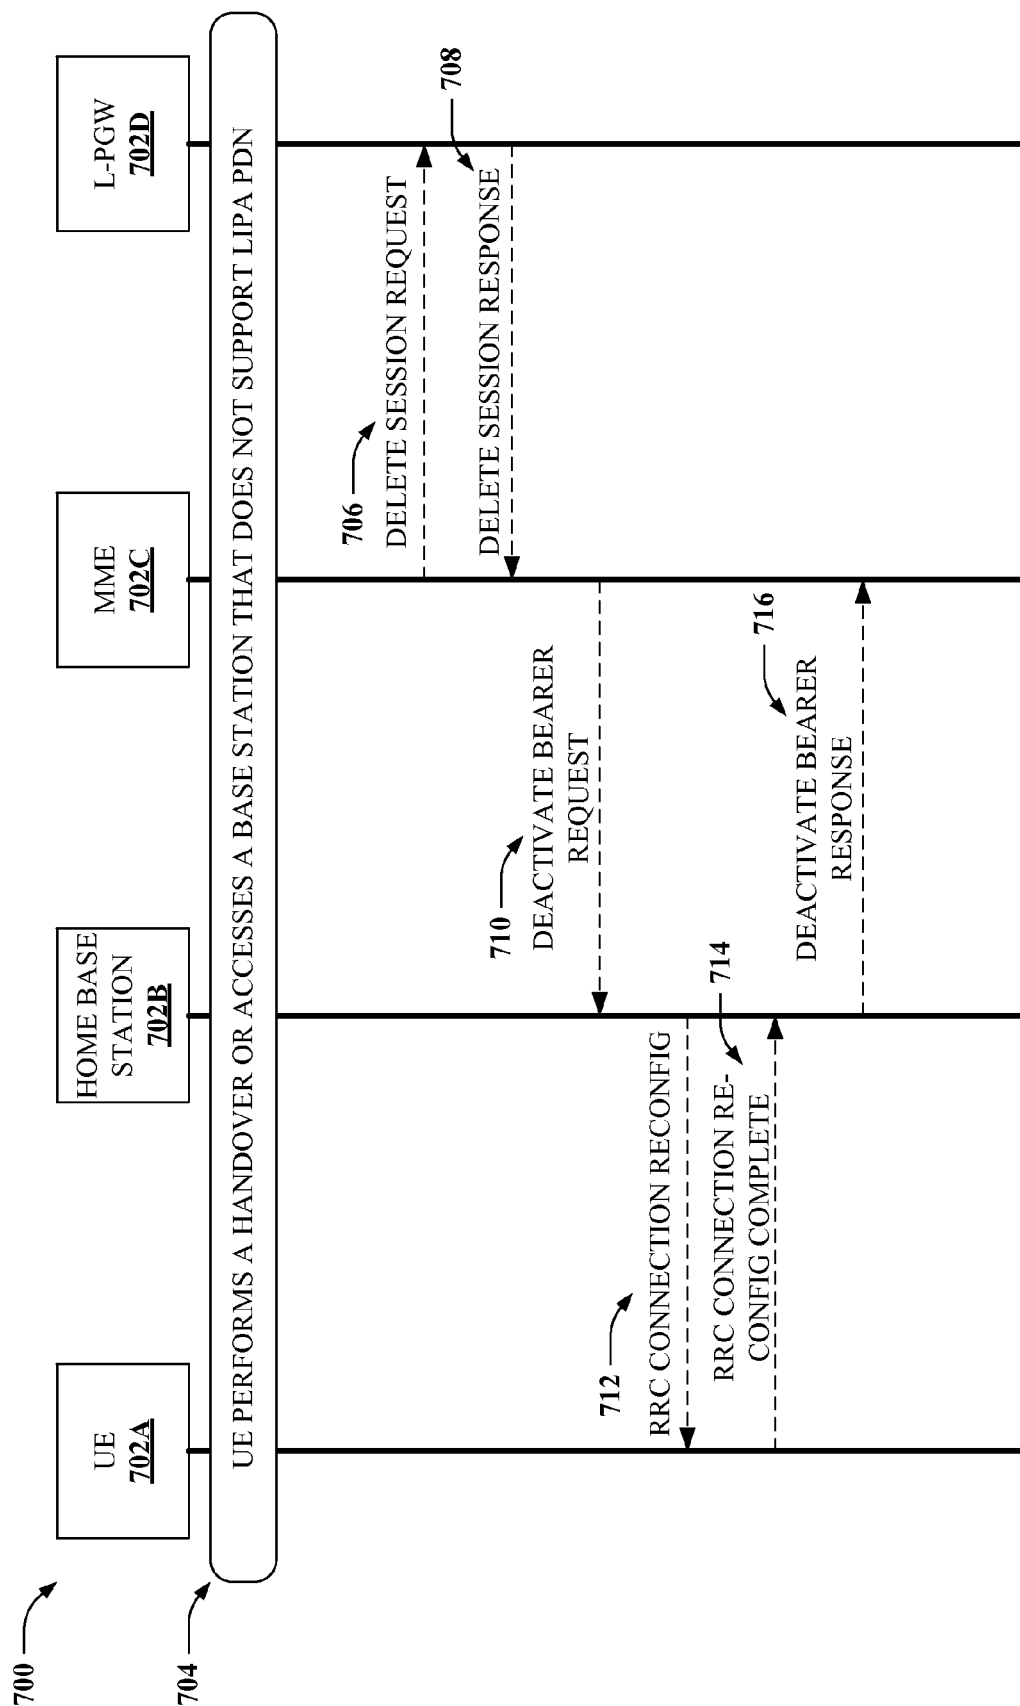 700
UE
702A
HOME BASE
STATION
702B
MME
702C
L-PGW
702D
704
UE PERFORMS A HANDOVER OR ACCESSES A BASE STATION THAT DOES NOT SUPPORT LIPA PDN
706
DELETE SESSION REQUEST
708
DELETE SESSION RESPONSE
710
DEACTIVATE BEARER
REQUEST
712
RRC CONNECTION RECONFIG
714
RRC CONNECTION RE-
CONFIG COMPLETE
716
DEACTIVATE BEARER
RESPONSE